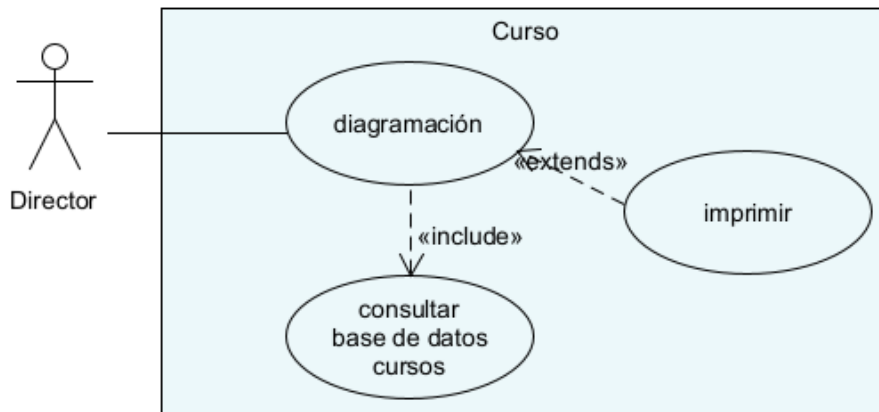 Curso
diagramación
«extends»
Director
imprimir
«include»
consultar
base de datos
cursos